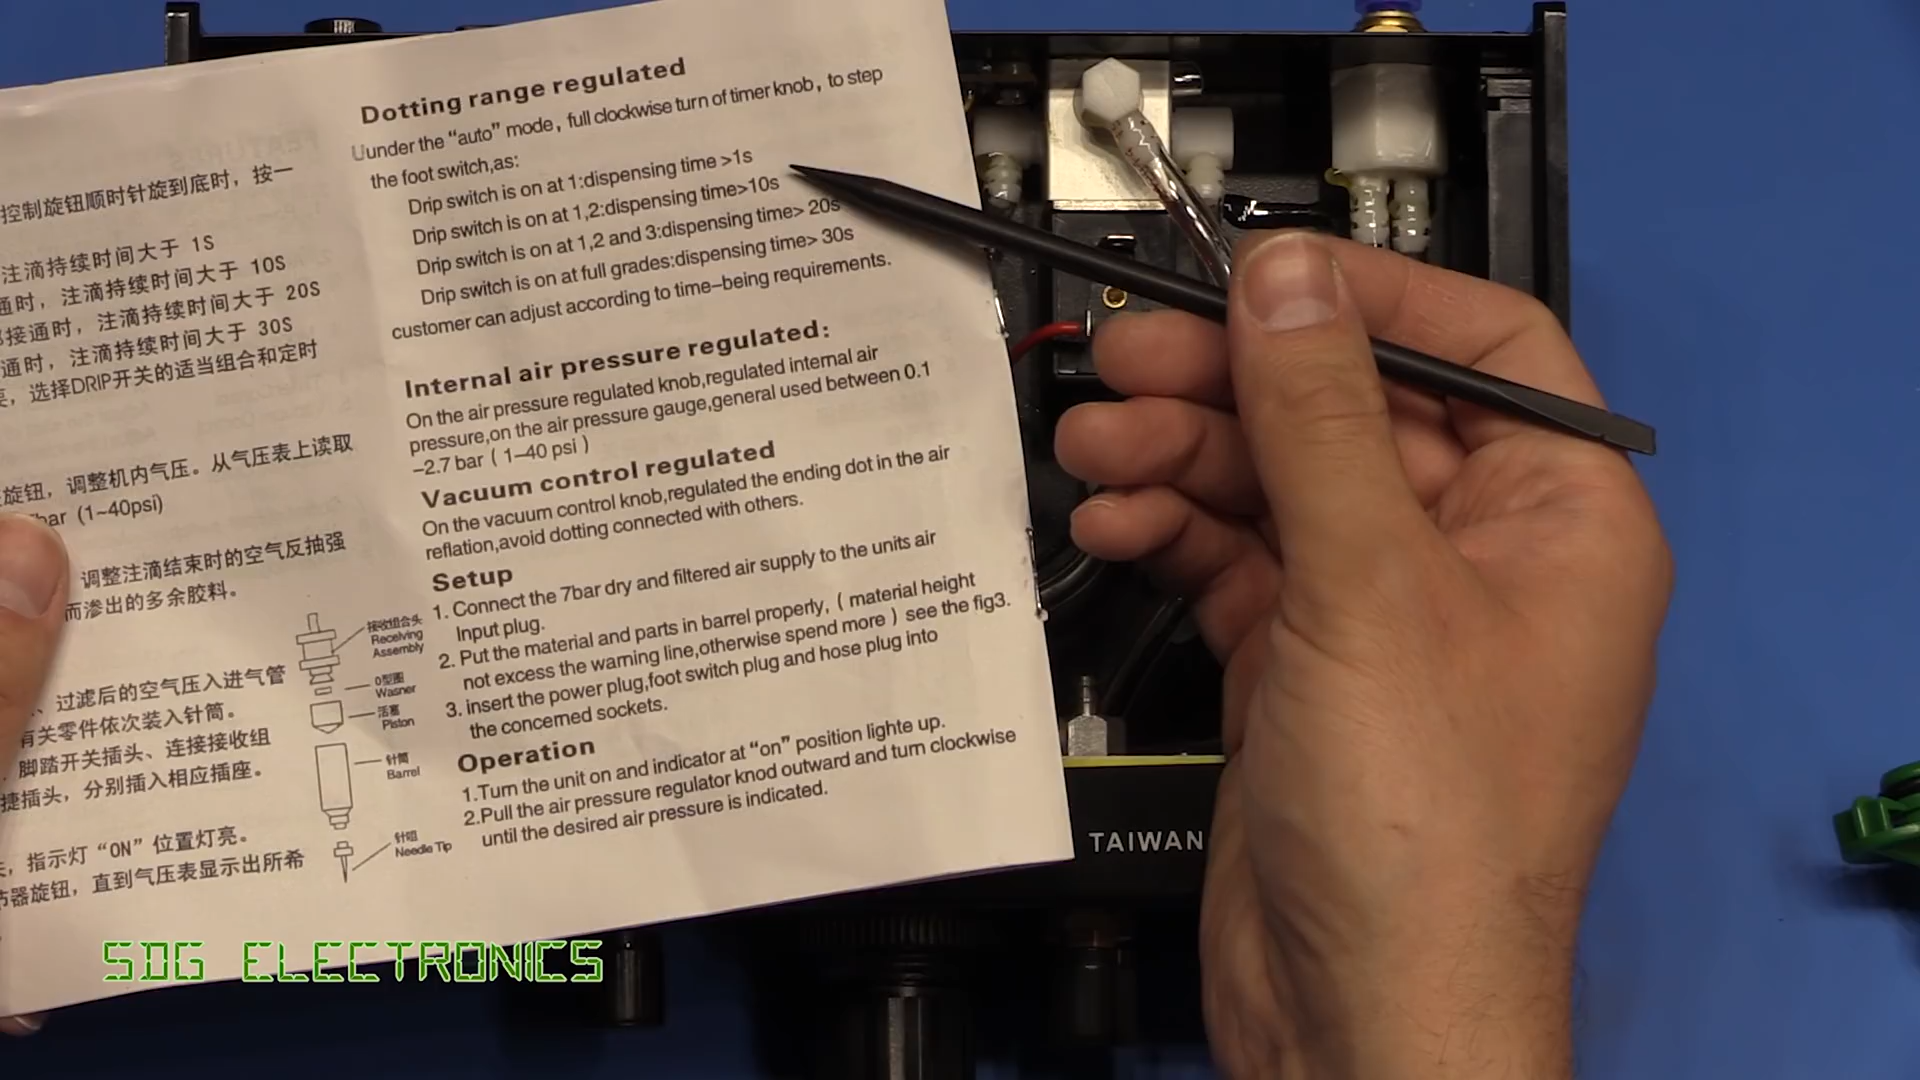 控制旋钮顺时针旋到底时，按一
注滴持续时间大于 1S
通时，注滴持续时间大于 10S
接通时，注滴持续时间大于 20S
通时，注滴持续时间大于 30S
，选择DRIP开关的适当组合和定时
旋钮，调整机内气压。从气压表上读取
bar (1~40psi)
调整注滴结束时的空气反抽强
而渗出的多余胶料。
、过滤后的空气压入进气管
有关零件依次装入针筒。
脚踏开关插头、连接接收组
捷插头，分别插入相应插座。
，指示灯“ON”位置灯亮。
节器旋钮，直到气压表显示出所希
接收组合头
Receiving
Assembly
O型圈
Wasner
活塞
Piston
针筒
Barrel
针咀
Needle Tip
Dotting range regulated
Uunder the “auto” mode, full clockwise turn of timer knob, to step
the foot switch,as:
Drip switch is on at 1:dispensing time >1s
Drip switch is on at 1,2:dispensing time>10s
Drip switch is on at 1,2 and 3:dispensing time> 20s
Drip switch is on at full grades:dispensing time> 30s
customer can adjust according to time–being requirements.
Internal air pressure regulated:
On the air pressure regulated knob,regulated internal air
pressure,on the air pressure gauge,general used between 0.1
–2.7 bar ( 1–40 psi )
Vacuum control regulated
On the vacuum control knob,regulated the ending dot in the air
reflation,avoid dotting connected with others.
Setup
1. Connect the 7bar dry and filtered air supply to the units air
Input plug.
2. Put the material and parts in barrel properly, ( material height
not excess the warning line,otherwise spend more ) see the fig3.
3. insert the power plug,foot switch plug and hose plug into
the concerned sockets.
Operation
1.Turn the unit on and indicator at “on” position lighte up.
2.Pull the air pressure regulator knod outward and turn clockwise
until the desired air pressure is indicated.
TAIWAN
SDG ELECTRONICS